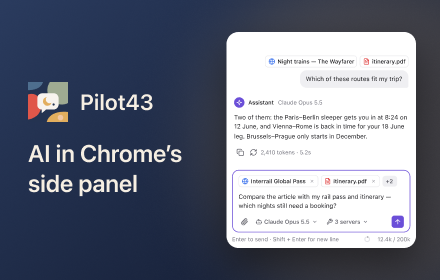 Pilot43
AI in Chrome's
side panel
Night trains — The Wayfarer
itinerary.pdf
Which of these routes fit my trip?
Assistant Claude Opus 5.5
Two of them: the Paris–Berlin sleeper gets you in at 8:24 on
12 June, and Vienna–Rome is back in time for your 18 June
leg. Brussels–Prague only starts in December.
2,410 tokens · 5.2s
Interrail Global Pass ×
itinerary.pdf ×
+2
Compare the article with my rail pass and itinerary —
which nights still need a booking?
Claude Opus 5.5
3 servers
Enter to send · Shift + Enter for new line
12.4k / 200k